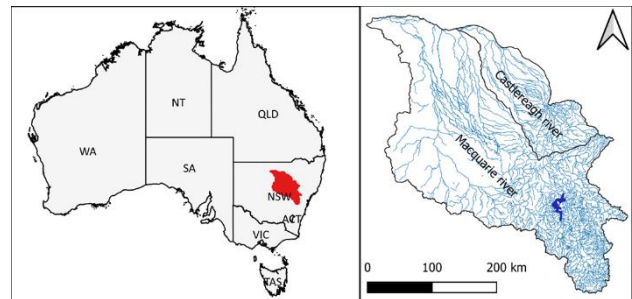 NT
QLD
WA
SA
NSW
ACT
VIC
TAS
Castlereagh river
Macquarie river
0 100 200 km